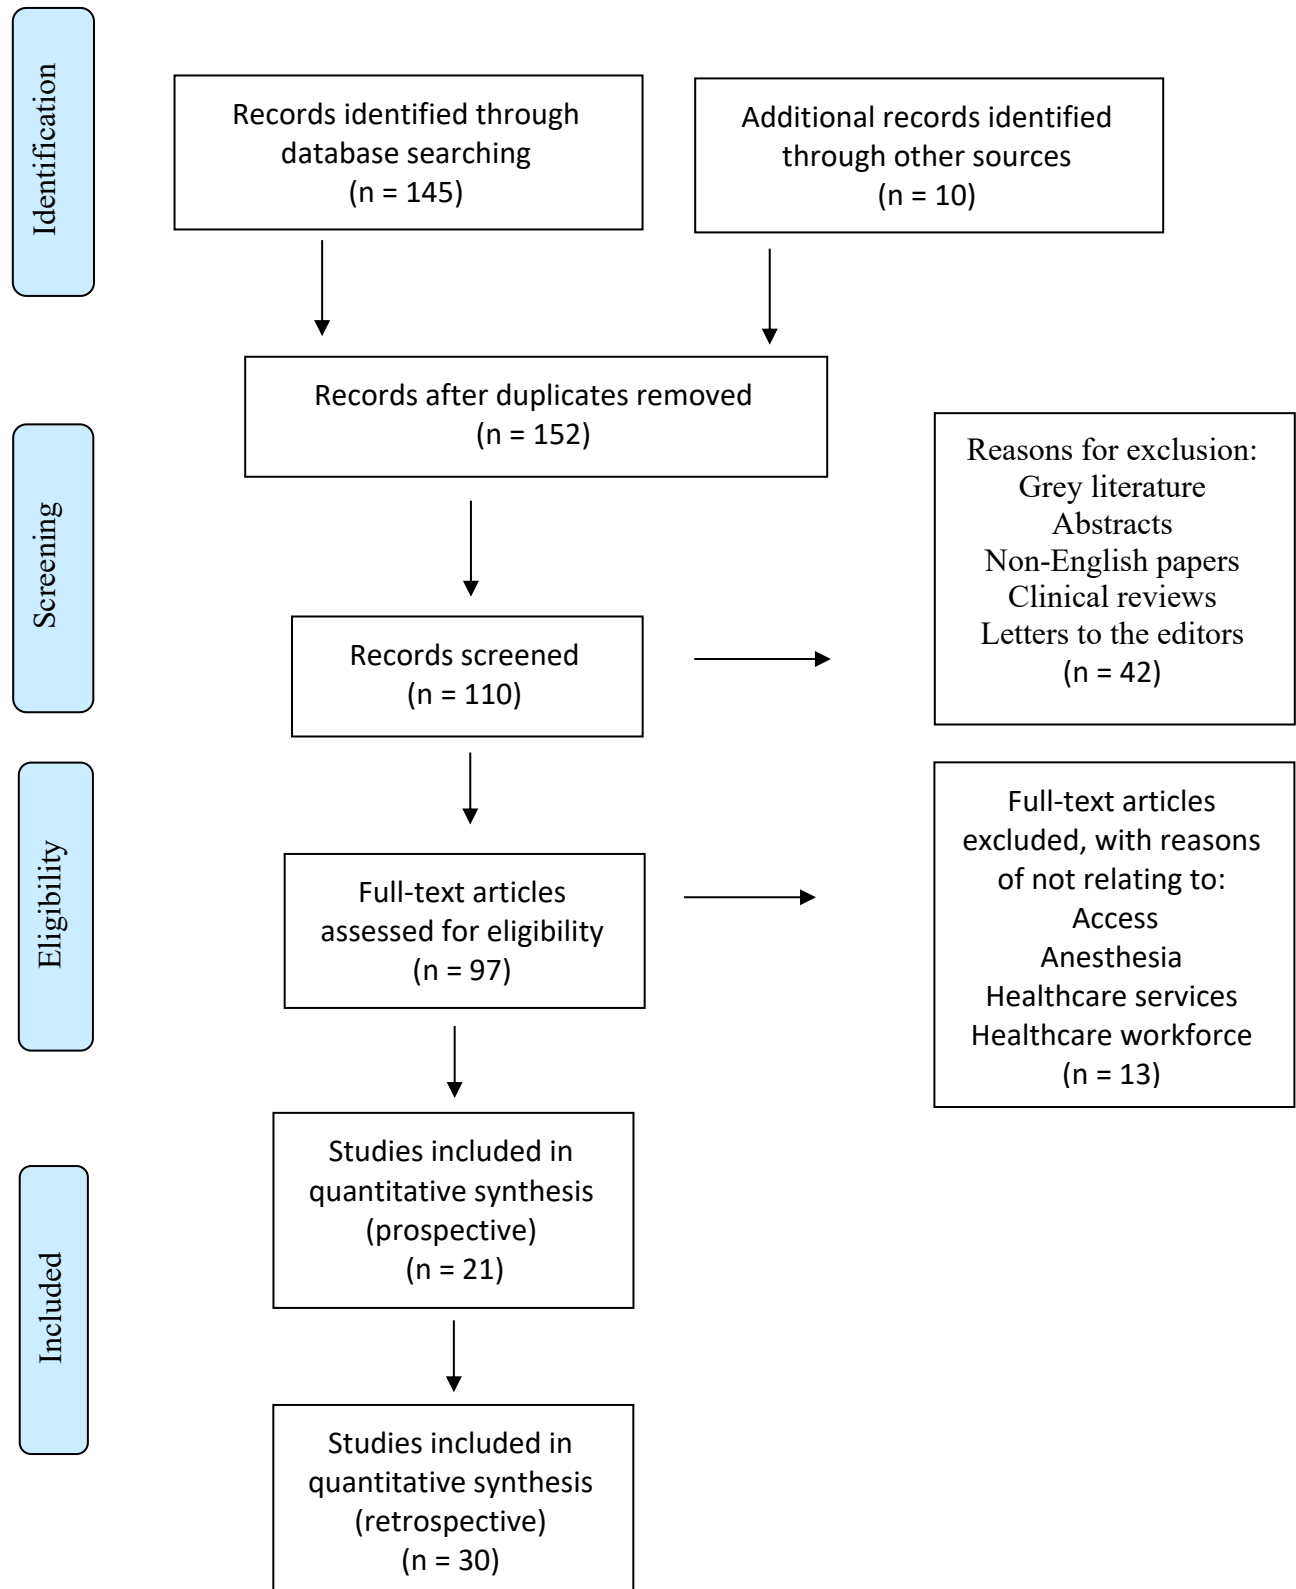 Identification
Records identified through
database searching
(n = 145)
Additional records identified
through other sources
(n = 10)
Records after duplicates removed
(n = 152)
Screening
Reasons for exclusion:
Grey literature
Abstracts
Non-English papers
Clinical reviews
Letters to the editors
(n = 42)
Records screened
(n = 110)
Eligibility
Full-text articles
assessed for eligibility
(n = 97)
Full-text articles
excluded, with reasons
of not relating to:
Access
Anesthesia
Healthcare services
Healthcare workforce
(n = 13)
Included
Studies included in
quantitative synthesis
(prospective)
(n = 21)
Studies included in
quantitative synthesis
(retrospective)
(n = 30)